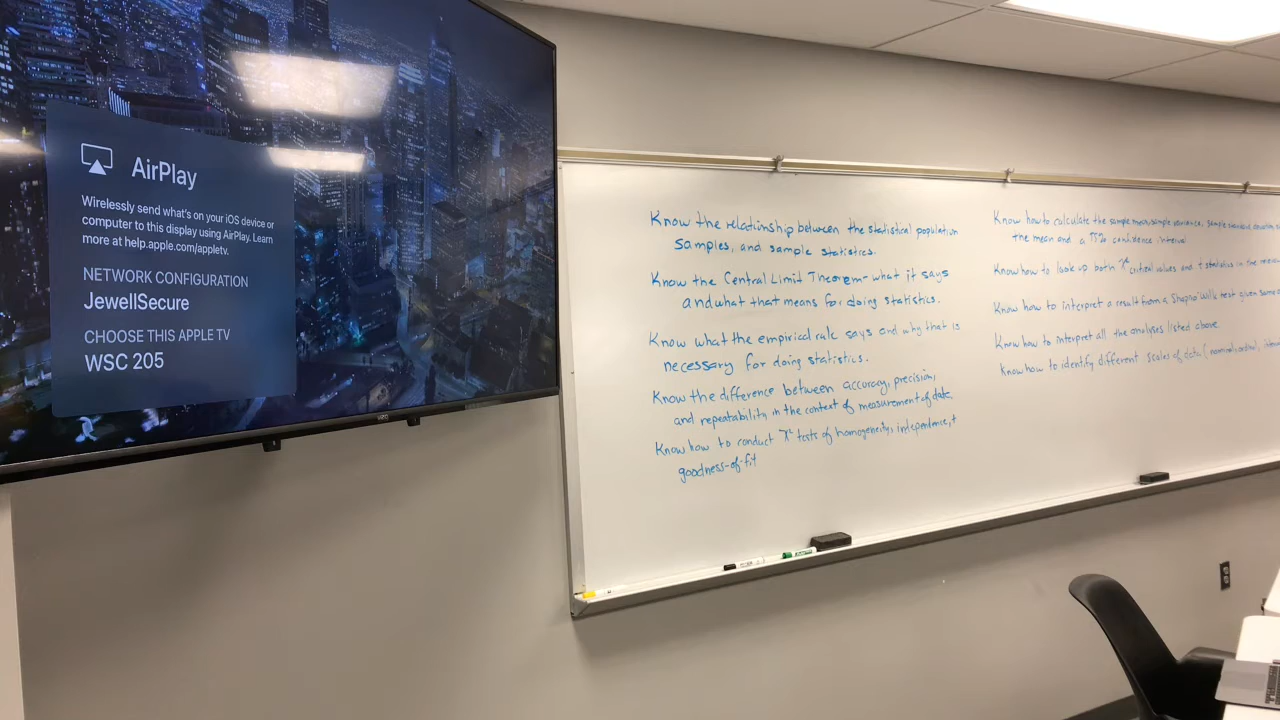 AirPlay
Wirelessly send what's on your iOS device or
computer to this display using AirPlay. Learn
more at help.apple.com/appletv.
NETWORK CONFIGURATION
JewellSecure
CHOOSE THIS APPLE TV
WSC 205
Know the relationship between the statistical population
samples, and sample statistics.
Know the Central Limit Theorem - what it says
and what that means for doing statistics.
Know what the empirical rule says and why that is
necessary for doing statistics.
Know the difference between accuracy, precision,
and repeatability in the context of measurement of data.
Know how to conduct χ² tests of homogeneity, independence, +
goodness-of-fit
Know how to calculate the sample mean, sample variance, sample standard deviation,
the mean and a 95% confidence interval
Know how to look up both χ² critical values and t statistics in the
Know how to interpret a result from a Shapiro Wilk test given some
Know how to interpret all the analyses listed above
Know how to identify different scales of data (nominal, ordinal,